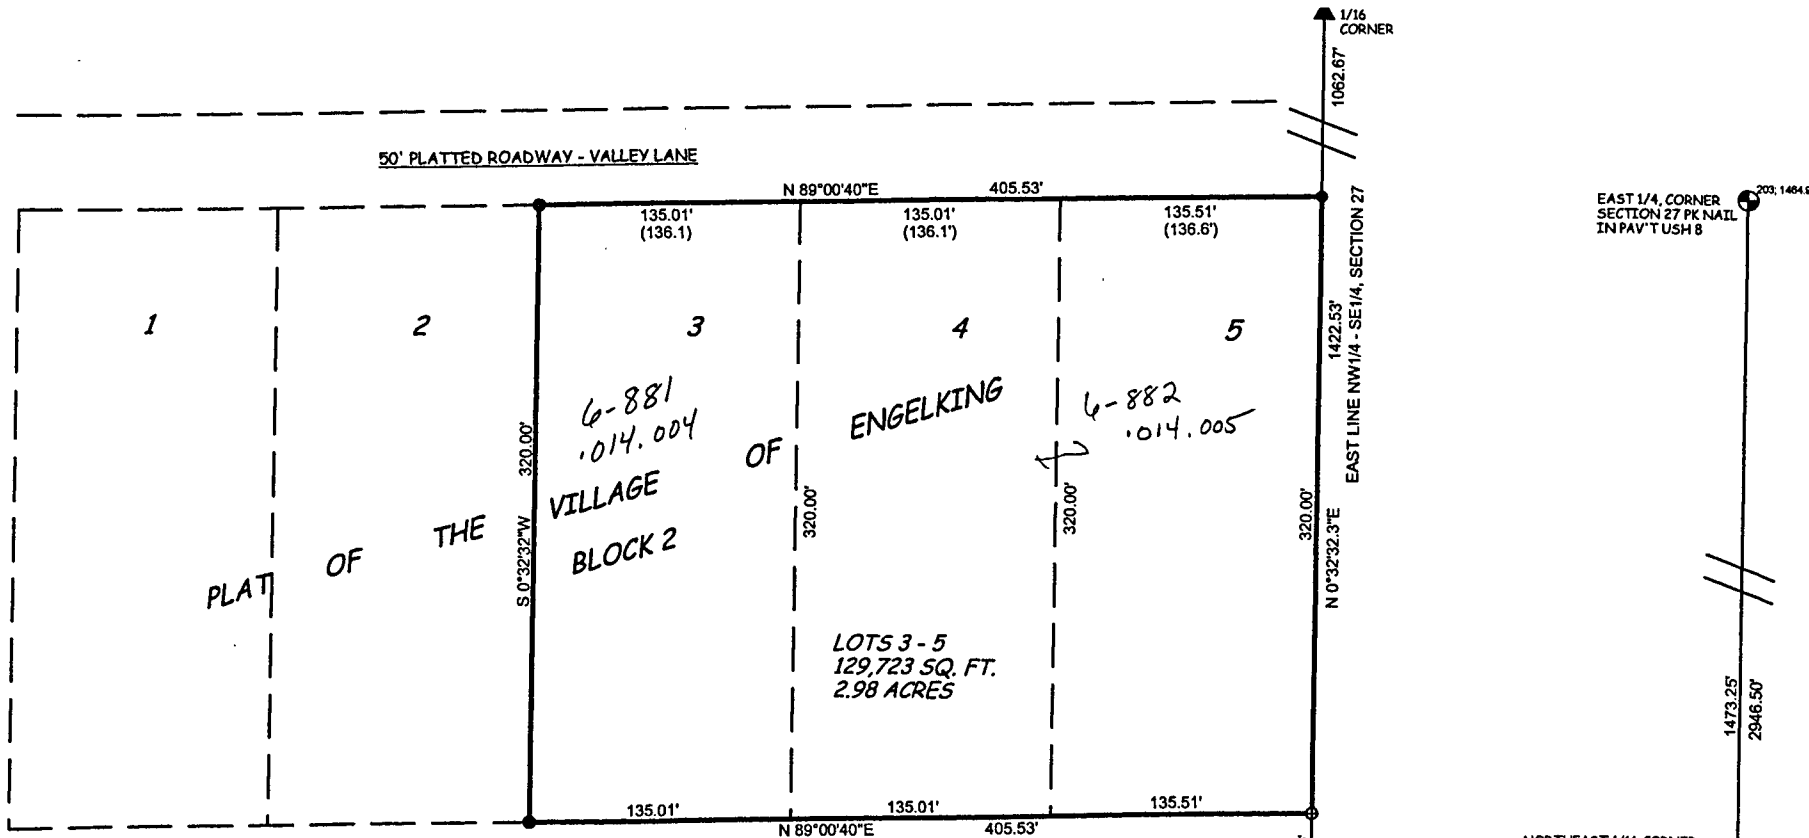 1/16
CORNER
1062.67'
50' PLATTED ROADWAY - VALLEY LANE
N 89°00'40"E 405.53'
135.01' 135.01' 135.51'
(136.1) (136.1') (136.6')
EAST 1/4, CORNER
SECTION 27 PK NAIL
IN PAV'T USH 8
203; 1464.9
1 2 3 4 5
1422.53'
EAST LINE NW1/4 - SE1/4, SECTION 27
6-881
.014.004
6-882
.014.005
PLAT OF THE VILLAGE OF ENGELKING
BLOCK 2
S 0°32'32"W 320.00'
320.00'
320.00'
320.00'
N 0°32'32.3"E
LOTS 3 - 5
129,723 SQ. FT.
2.98 ACRES
1473.25'
2946.50'
135.01' 135.01' 135.51'
N 89°00'40"E 405.53'